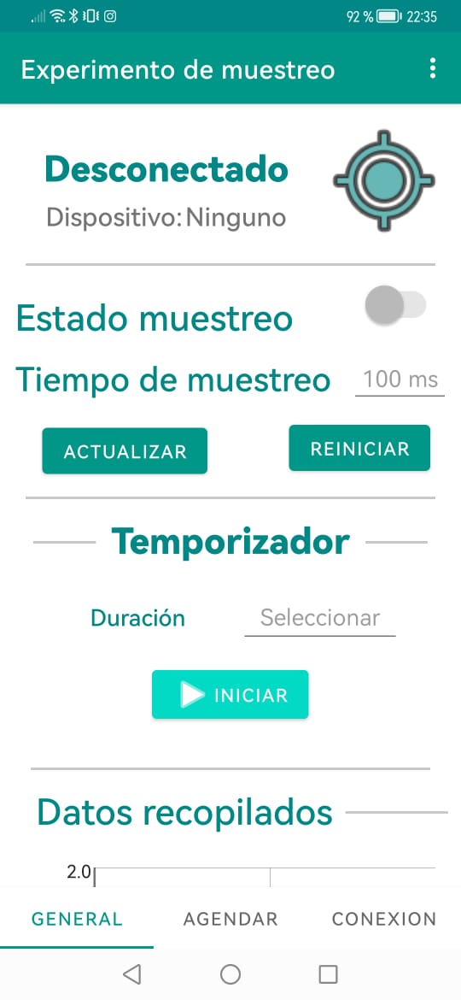 92 % 22:35
Experimento de muestreo
Desconectado
Dispositivo: Ninguno
Estado muestreo
Tiempo de muestreo 100 ms
ACTUALIZAR REINICIAR
Temporizador
Duración Seleccionar
INICIAR
Datos recopilados
2.0
GENERAL AGENDAR CONEXION